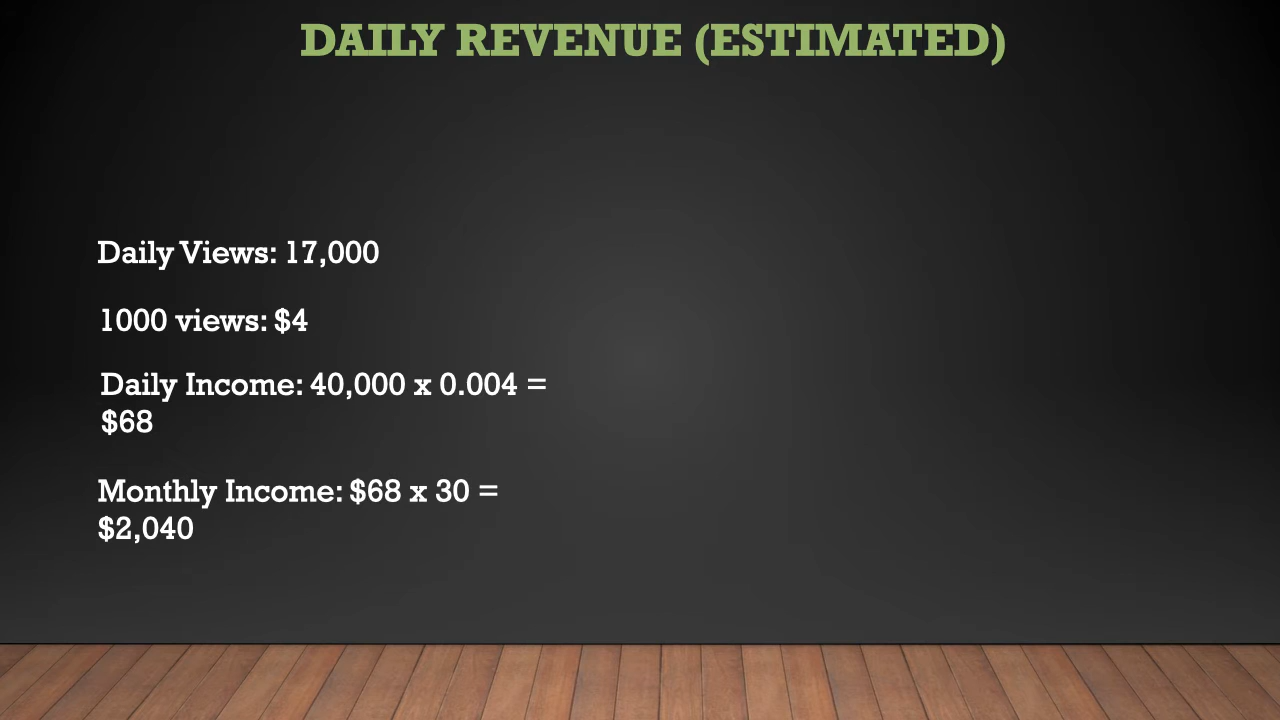 DAILY REVENUE (ESTIMATED)
Daily Views: 17,000
1000 views: $4
Daily Income: 40,000 x 0.004 =
$68
Monthly Income: $68 x 30 =
$2,040